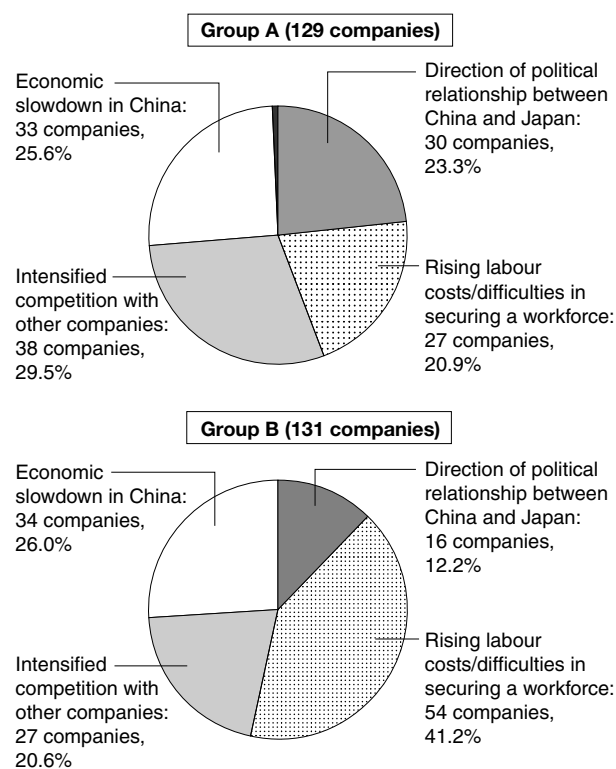 Group A (129 companies)
Economic
slowdown in China:
33 companies,
25.6%
Direction of political
relationship between
China and Japan:
30 companies,
23.3%
Intensified
competition with
other companies:
38 companies,
29.5%
Rising labour
costs/difficulties in
securing a workforce:
27 companies,
20.9%
Group B (131 companies)
Economic
slowdown in China:
34 companies,
26.0%
Direction of political
relationship between
China and Japan:
16 companies,
12.2%
Intensified
competition with
other companies:
27 companies,
20.6%
Rising labour
costs/difficulties in
securing a workforce:
54 companies,
41.2%